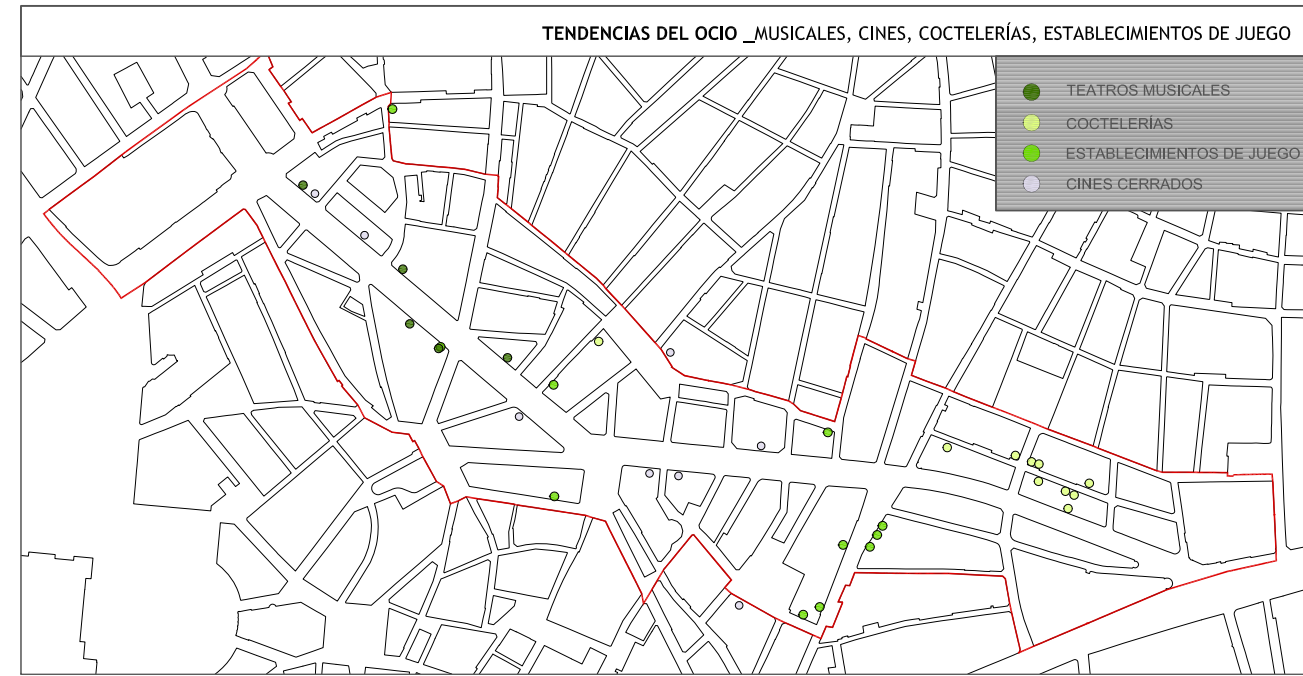 TENDENCIAS DEL OCIO _MUSICALES, CINES, COCTELERÍAS, ESTABLECIMIENTOS DE JUEGO
TEATROS MUSICALES
COCTELERÍAS
ESTABLECIMIENTOS DE JUEGO
CINES CERRADOS